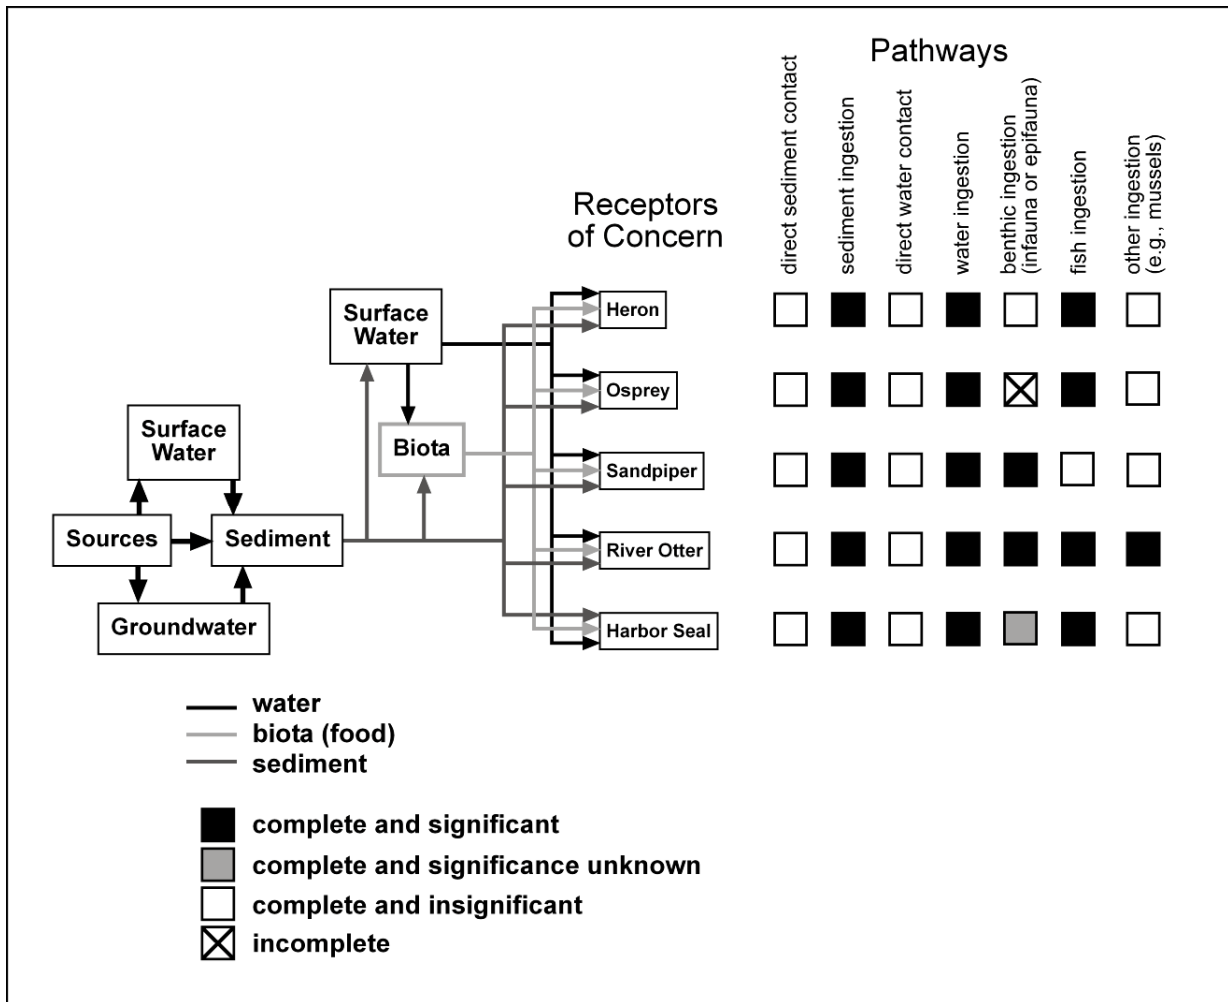 Pathways
direct sediment contact
sediment ingestion
direct water contact
water ingestion
benthic ingestion
(infauna or epifauna)
fish ingestion
other ingestion
(e.g., mussels)
Receptors
of Concern
Surface
Water
Heron
Osprey
Surface
Water
Biota
Sandpiper
Sources
Sediment
River Otter
Groundwater
Harbor Seal
water
biota (food)
sediment
complete and significant
complete and significance unknown
complete and insignificant
incomplete